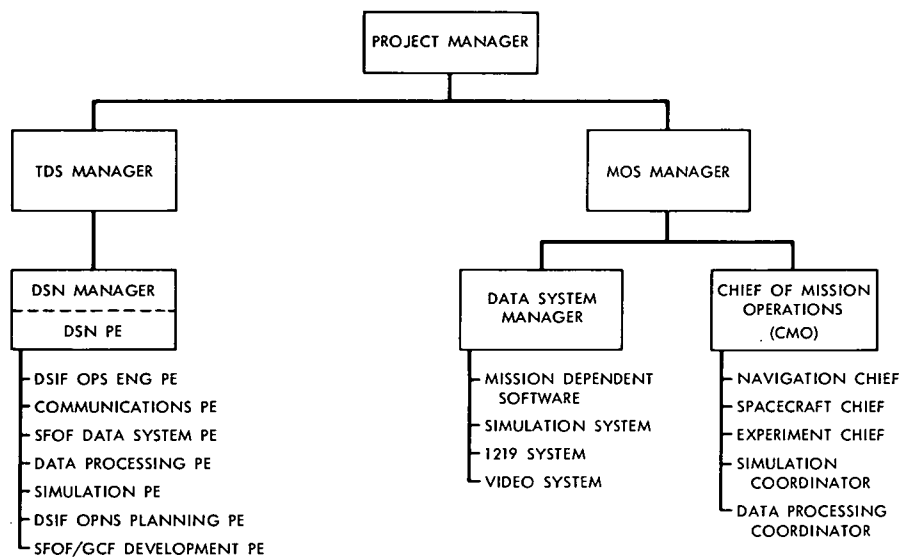 PROJECT MANAGER
TDS MANAGER
MOS MANAGER
DSN MANAGER
DSN PE
DSIF OPS ENG PE
COMMUNICATIONS PE
SFOF DATA SYSTEM PE
DATA PROCESSING PE
SIMULATION PE
DSIF OPNS PLANNING PE
SFOF/GCF DEVELOPMENT PE
DATA SYSTEM
MANAGER
MISSION DEPENDENT
SOFTWARE
SIMULATION SYSTEM
1219 SYSTEM
VIDEO SYSTEM
CHIEF OF MISSION
OPERATIONS
(CMO)
NAVIGATION CHIEF
SPACECRAFT CHIEF
EXPERIMENT CHIEF
SIMULATION
COORDINATOR
DATA PROCESSING
COORDINATOR